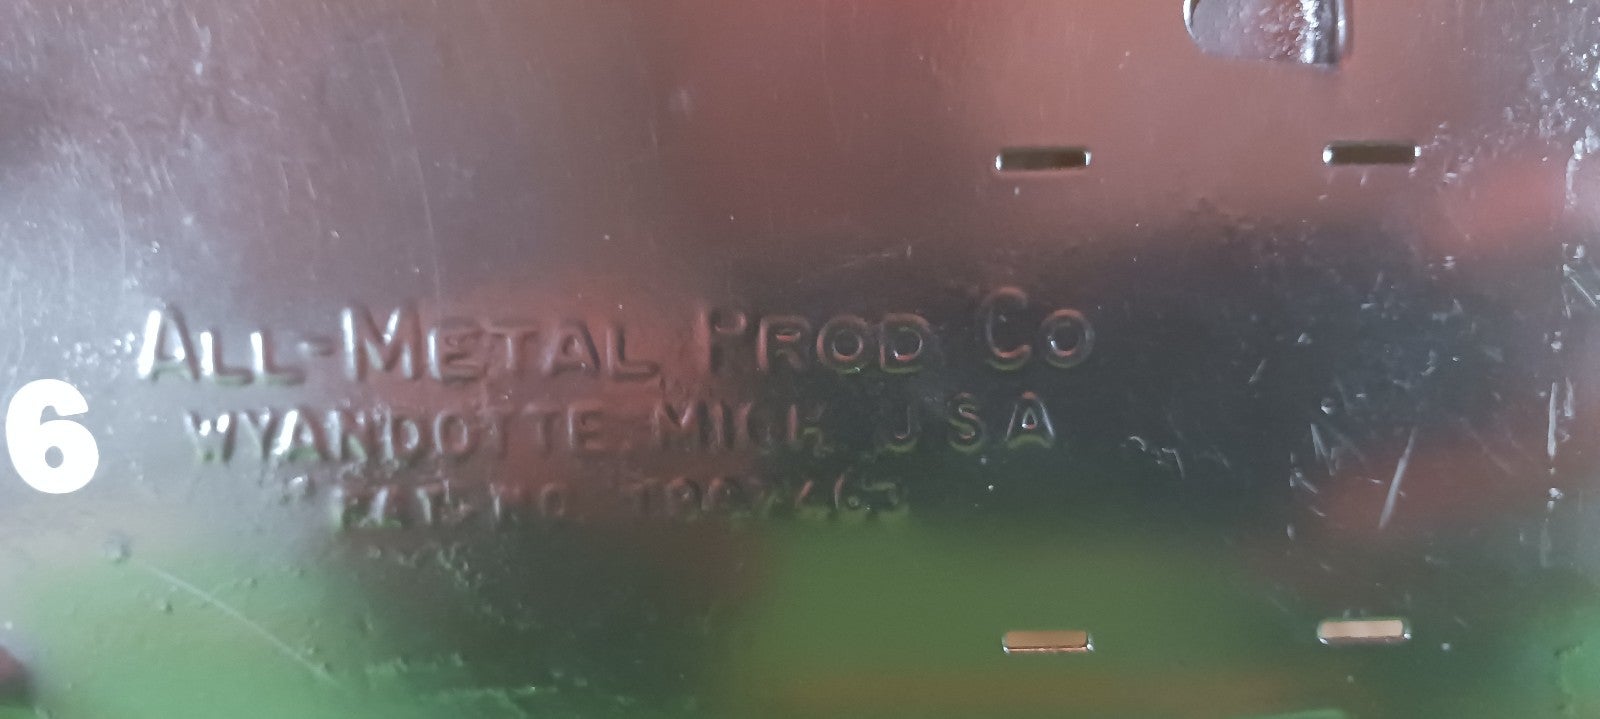 ALL-METAL PROD CO
WYANDOTTE MICH USA
PAT. NO.
6